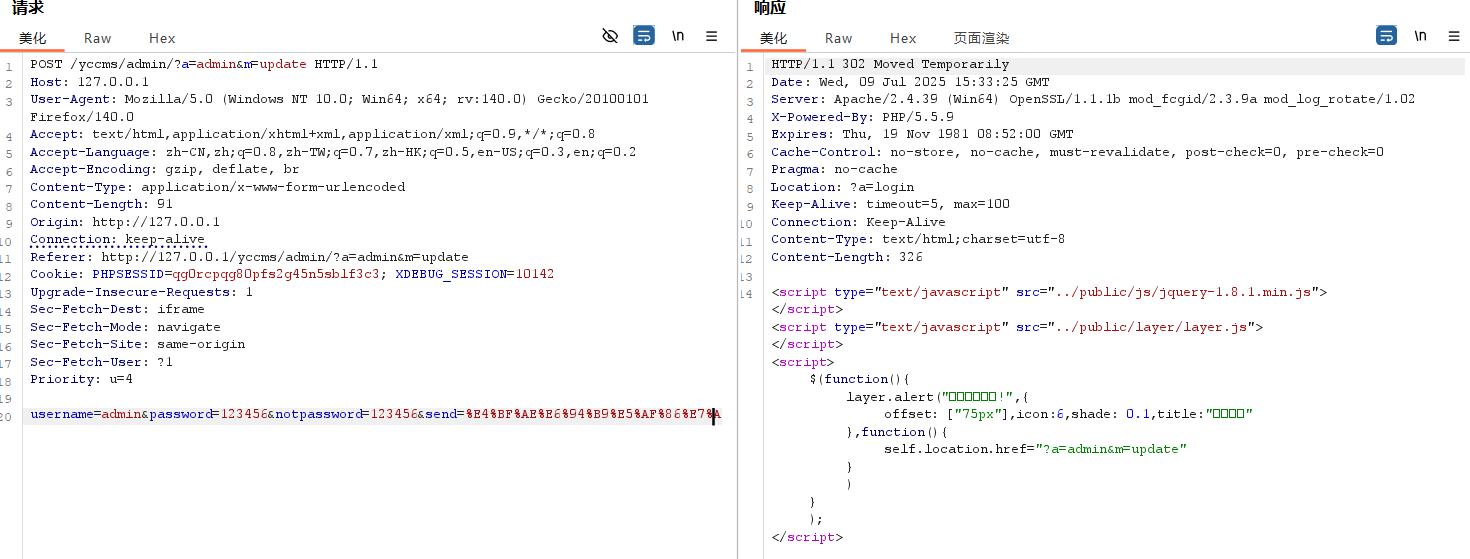 请求
美化 Raw Hex \n
1 POST /yccms/admin/?a=admin&m=update HTTP/1.1
2 Host: 127.0.0.1
3 User-Agent: Mozilla/5.0 (Windows NT 10.0; Win64; x64; rv:140.0) Gecko/20100101
Firefox/140.0
4 Accept: text/html,application/xhtml+xml,application/xml;q=0.9,*/*;q=0.8
5 Accept-Language: zh-CN,zh;q=0.8,zh-TW;q=0.7,zh-HK;q=0.5,en-US;q=0.3,en;q=0.2
6 Accept-Encoding: gzip, deflate, br
7 Content-Type: application/x-www-form-urlencoded
8 Content-Length: 91
9 Origin: http://127.0.0.1
10 Connection: keep-alive
11 Referer: http://127.0.0.1/yccms/admin/?a=admin&m=update
12 Cookie: PHPSESSID=qg0rcpqg80pfs2g45n5sblf3c3; XDEBUG_SESSION=10142
13 Upgrade-Insecure-Requests: 1
14 Sec-Fetch-Dest: iframe
15 Sec-Fetch-Mode: navigate
16 Sec-Fetch-Site: same-origin
17 Sec-Fetch-User: ?1
18 Priority: u=4
19
20 username=admin&password=123456&notpassword=123456&send=%E4%BF%AE%E6%94%B9%E5%AF%86%E7%A
响应
美化 Raw Hex 页面渲染 \n
1 HTTP/1.1 302 Moved Temporarily
2 Date: Wed, 09 Jul 2025 15:33:25 GMT
3 Server: Apache/2.4.39 (Win64) OpenSSL/1.1.1b mod_fcgid/2.3.9a mod_log_rotate/1.02
4 X-Powered-By: PHP/5.5.9
5 Expires: Thu, 19 Nov 1981 08:52:00 GMT
6 Cache-Control: no-store, no-cache, must-revalidate, post-check=0, pre-check=0
7 Pragma: no-cache
8 Location: ?a=login
9 Keep-Alive: timeout=5, max=100
10 Connection: Keep-Alive
11 Content-Type: text/html;charset=utf-8
12 Content-Length: 326
13
14 <script type="text/javascript" src="../public/js/jquery-1.8.1.min.js">
</script>
<script type="text/javascript" src="../public/layer/layer.js">
</script>
<script>
$(function(){
layer.alert("□□□□□□!",{
offset: ["75px"],icon:6,shade: 0.1,title:"□□□□"
},function(){
self.location.href="?a=admin&m=update"
}
)
}
);
</script>